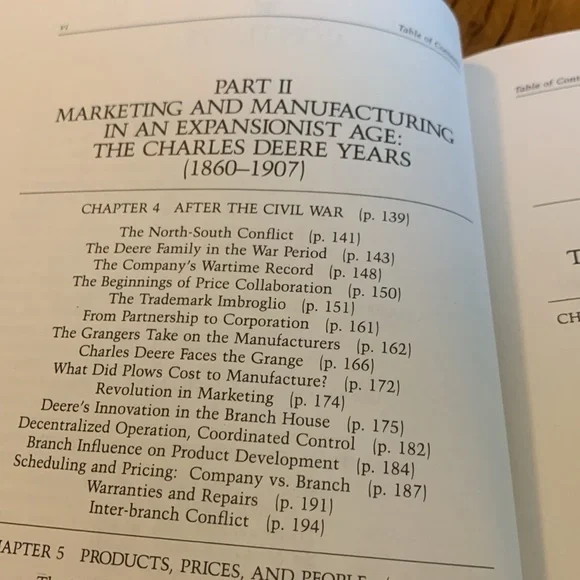 vi
Table of
PART II
MARKETING AND MANUFACTURING
IN AN EXPANSIONIST AGE:
THE CHARLES DEERE YEARS
(1860–1907)
CHAPTER 4 AFTER THE CIVIL WAR (p. 139)
The North-South Conflict (p. 141)
The Deere Family in the War Period (p. 143)
The Company's Wartime Record (p. 148)
The Beginnings of Price Collaboration (p. 150)
The Trademark Imbroglio (p. 151)
From Partnership to Corporation (p. 161)
The Grangers Take on the Manufacturers (p. 162)
Charles Deere Faces the Grange (p. 166)
What Did Plows Cost to Manufacture? (p. 172)
Revolution in Marketing (p. 174)
Deere's Innovation in the Branch House (p. 175)
Decentralized Operation, Coordinated Control (p. 182)
Branch Influence on Product Development (p. 184)
Scheduling and Pricing: Company vs. Branch (p. 187)
Warranties and Repairs (p. 191)
Inter-branch Conflict (p. 194)
APTER 5 PRODUCTS, PRICES, AND PEOPLE
Table of Cont
T
CH